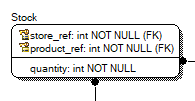 Stock
store_ref: int NOT NULL (FK)
product_ref: int NOT NULL (FK)
quantity: int NOT NULL